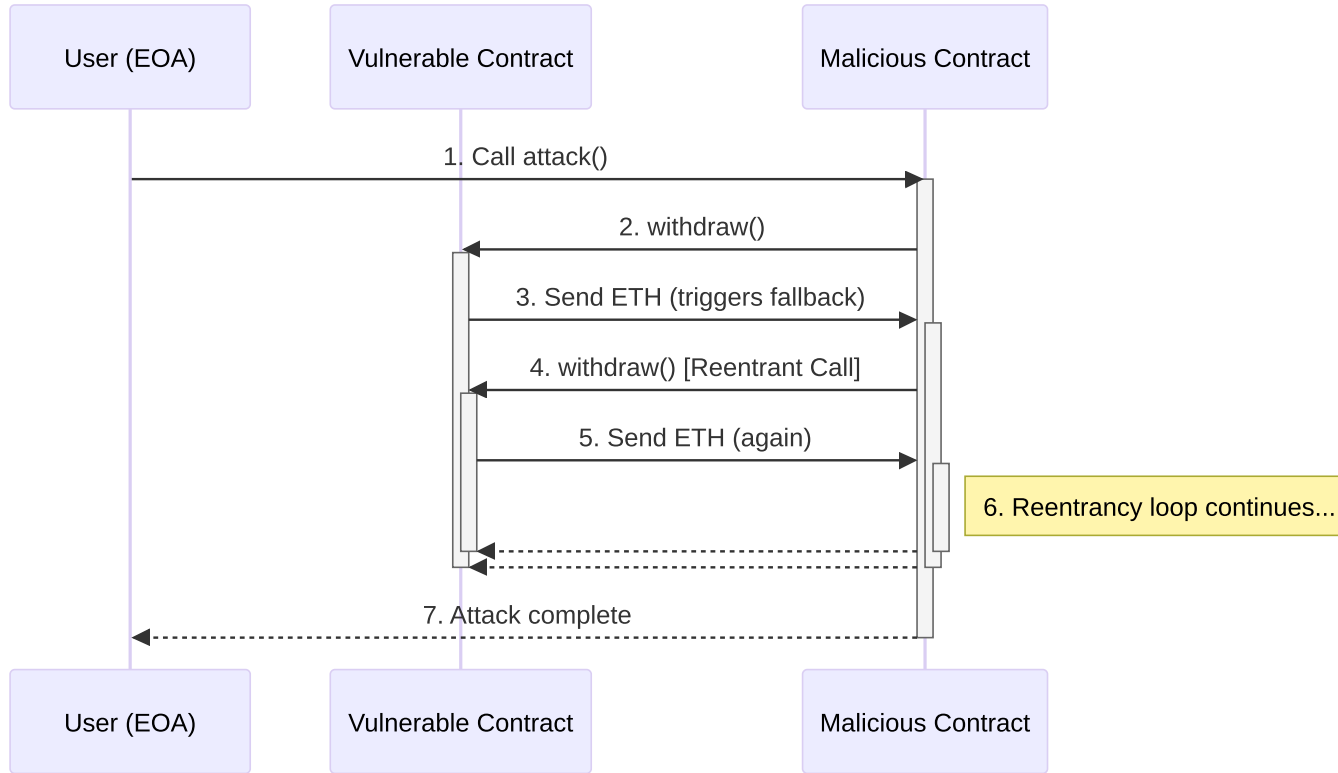 User (EOA)
Vulnerable Contract
Malicious Contract
1. Call attack()
2. withdraw()
3. Send ETH (triggers fallback)
4. withdraw() [Reentrant Call]
5. Send ETH (again)
6. Reentrancy loop continues...
7. Attack complete
User (EOA)
Vulnerable Contract
Malicious Contract